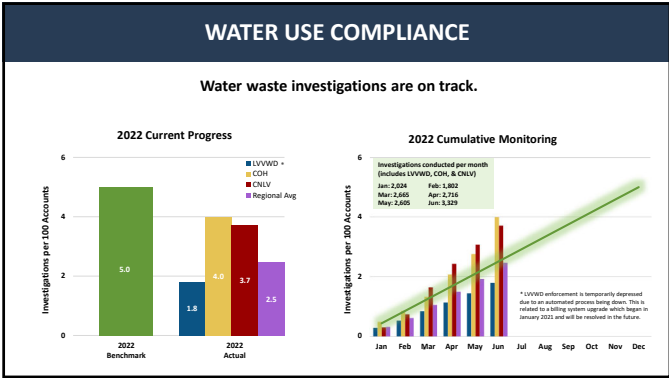 WATER USE COMPLIANCE
Water waste investigations are on track.
2022 Current Progress
Investigations per 100 Accounts
6
4
2
0
LVVWD *
COH
CNLV
Regional Avg
5.0
1.8
4.0
3.7
2.5
2022
Benchmark
2022
Actual
2022 Cumulative Monitoring
Investigations per 100 Accounts
6
4
2
0
Investigations conducted per month
(includes LVVWD, COH, & CNLV)
Jan: 2,024 Feb: 1,802
Mar: 2,665 Apr: 2,716
May: 2,605 Jun: 3,329
* LVVWD enforcement is temporarily depressed
due to an automated process being down. This is
related to a billing system upgrade which began in
January 2021 and will be resolved in the future.
Jan Feb Mar Apr May Jun Jul Aug Sep Oct Nov Dec